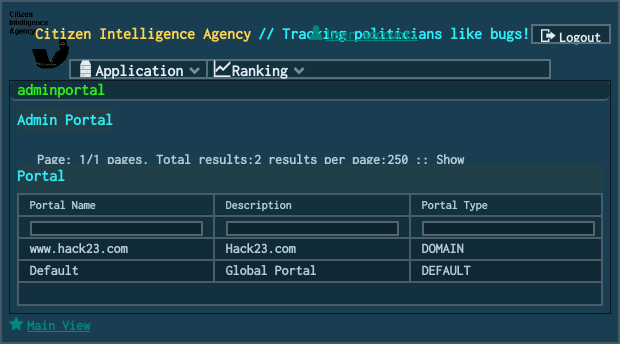 Citizen
Intelligence
Agency
Citizen Intelligence Agency // Tracking politicians like bugs!
Logout
Application
Ranking
adminportal
Admin Portal
Page: 1/1 pages. Total results:2 results per page:250 :: Show
Portal
Portal Name Description Portal Type
www.hack23.com Hack23.com DOMAIN
Default Global Portal DEFAULT
Main View